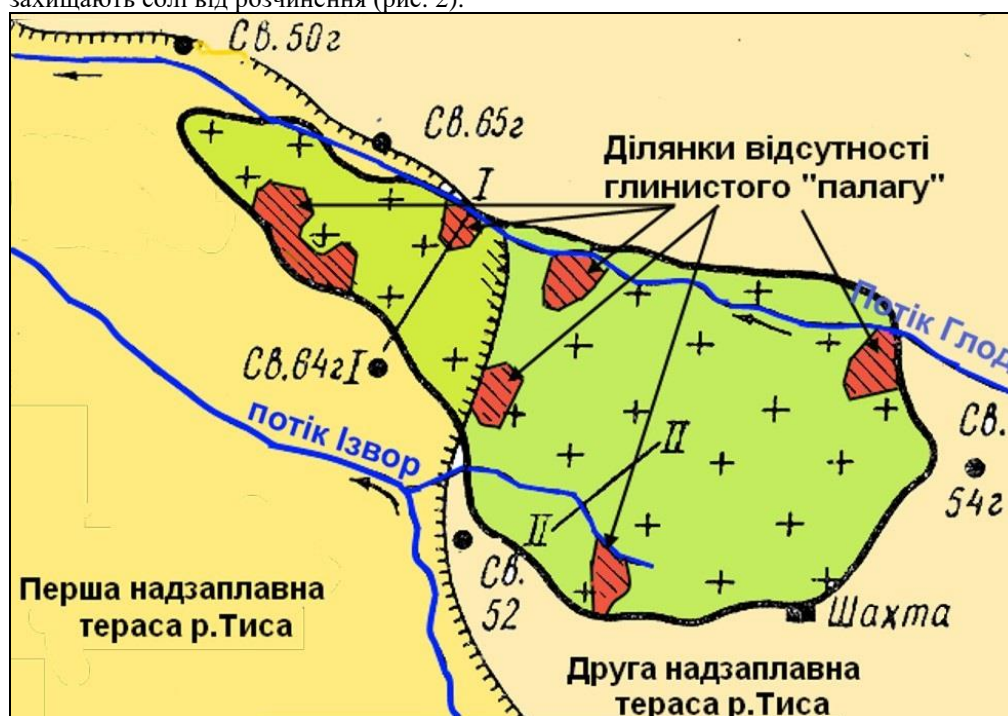 захищають солі від розчинення (рис. 2).
Св. 50г
Св. 65г
Ділянки відсутності
глинистого "палагу"
I
Потік Глод
Св. 64г I
потік Ізвор
Св.
54г
II
II
Св.
52
Перша надзаплавна
тераса р.Тиса
Шахта
Друга надзаплавна
тераса р.Тиса